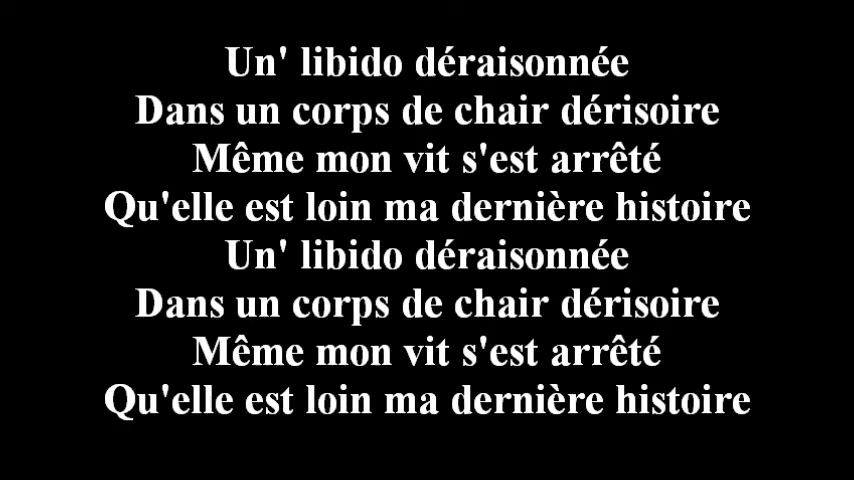 Un' libido déraisonnée
Dans un corps de chair dérisoire
Même mon vit s'est arrêté
Qu'elle est loin ma dernière histoire
Un' libido déraisonnée
Dans un corps de chair dérisoire
Même mon vit s'est arrêté
Qu'elle est loin ma dernière histoire